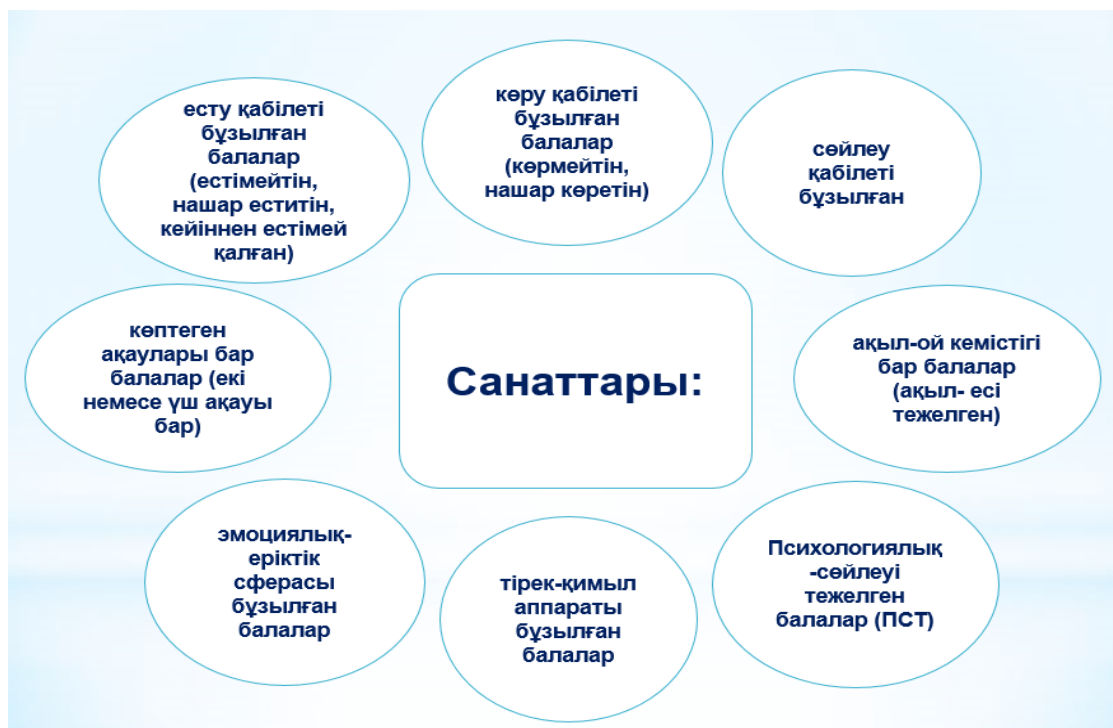 есту қабілеті
бұзылған
балалар
(естімейтін,
нашар еститін,
кейіннен естімей
қалған)
көру қабілеті
бұзылған
балалар
(көрмейтін,
нашар көретін)
сөйлеу
қабілеті
бұзылған
көптеген
ақаулары бар
балалар (екі
немесе үш ақауы
бар)
Санаттары:
ақыл-ой кемістігі
бар балалар
(ақыл- есі
тежелген)
эмоциялық-
еріктік
сферасы
бұзылған
балалар
тірек-қимыл
аппараты
бұзылған
балалар
Психологиялық
-сөйлеуі
тежелген
балалар (ПСТ)